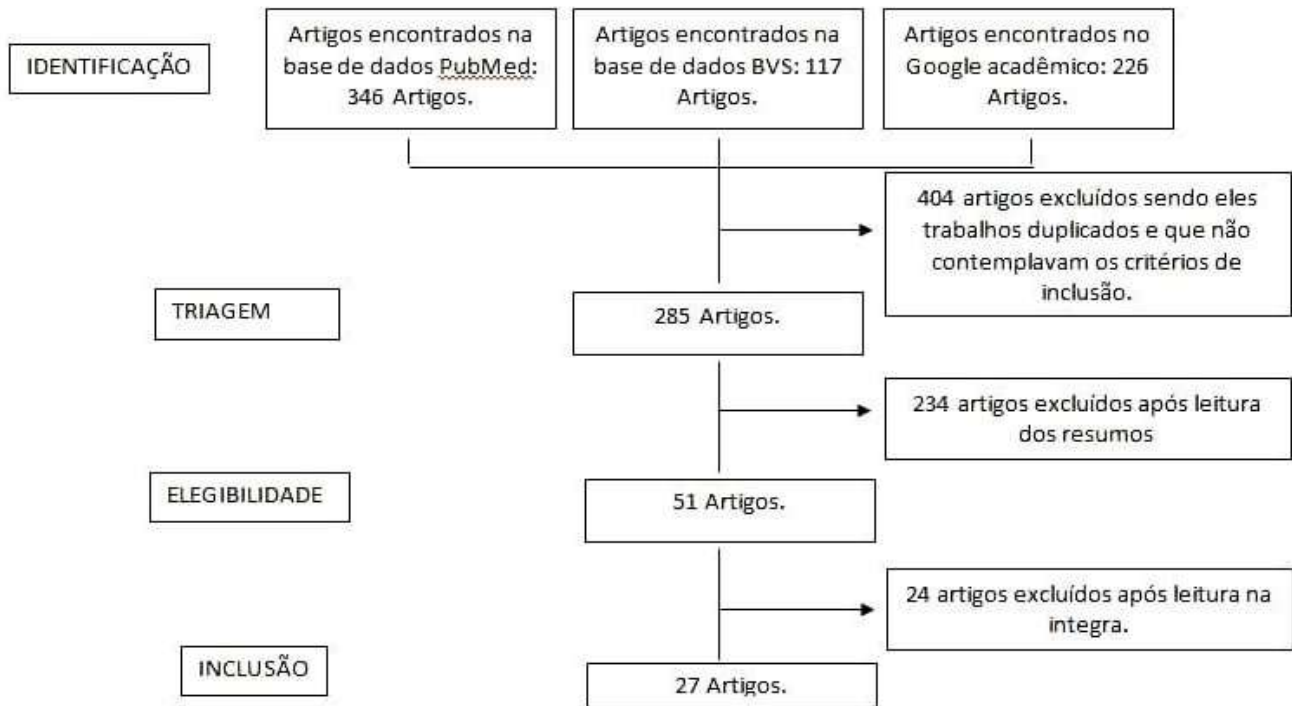 IDENTIFICAÇÃO
Artigos encontrados na
base de dados PubMed:
346 Artigos.
Artigos encontrados na
base de dados BVS: 117
Artigos.
Artigos encontrados no
Google acadêmico: 226
Artigos.
404 artigos excluídos sendo eles
trabalhos duplicados e que não
contemplavam os critérios de
inclusão.
TRIAGEM
285 Artigos.
234 artigos excluídos após leitura
dos resumos
ELEGIBILIDADE
51 Artigos.
24 artigos excluídos após leitura na
integra.
INCLUSÃO
27 Artigos.